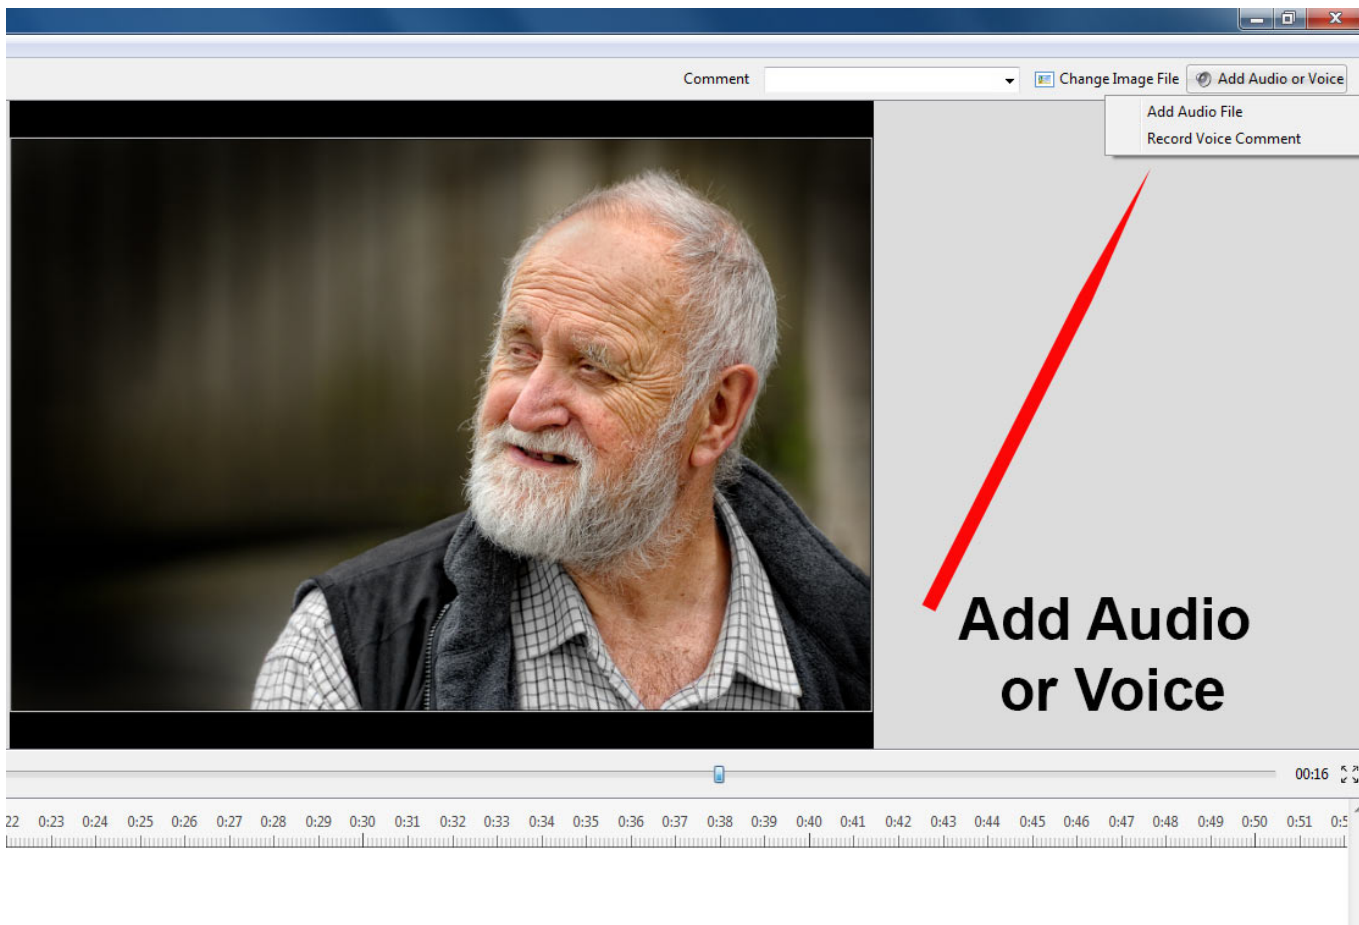 Comment
Change Image File
Add Audio or Voice
Add Audio File
Record Voice Comment
Add Audio
or Voice
00:16
22 0:23 0:24 0:25 0:26 0:27 0:28 0:29 0:30 0:31 0:32 0:33 0:34 0:35 0:36 0:37 0:38 0:39 0:40 0:41 0:42 0:43 0:44 0:45 0:46 0:47 0:48 0:49 0:50 0:51 0:5